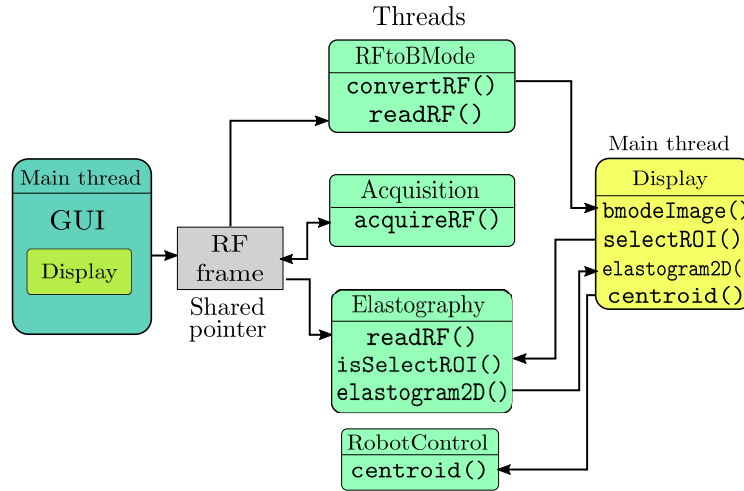 Threads
RFtoBMode
convertRF()
readRF()
Main thread
GUI
Display
RF
frame
Shared
pointer
Acquisition
acquireRF()
Elastography
readRF()
isSelectROI()
elastogram2D()
RobotControl
centroid()
Main thread
Display
bmodeImage()
selectROI()
elastogram2D(
centroid()